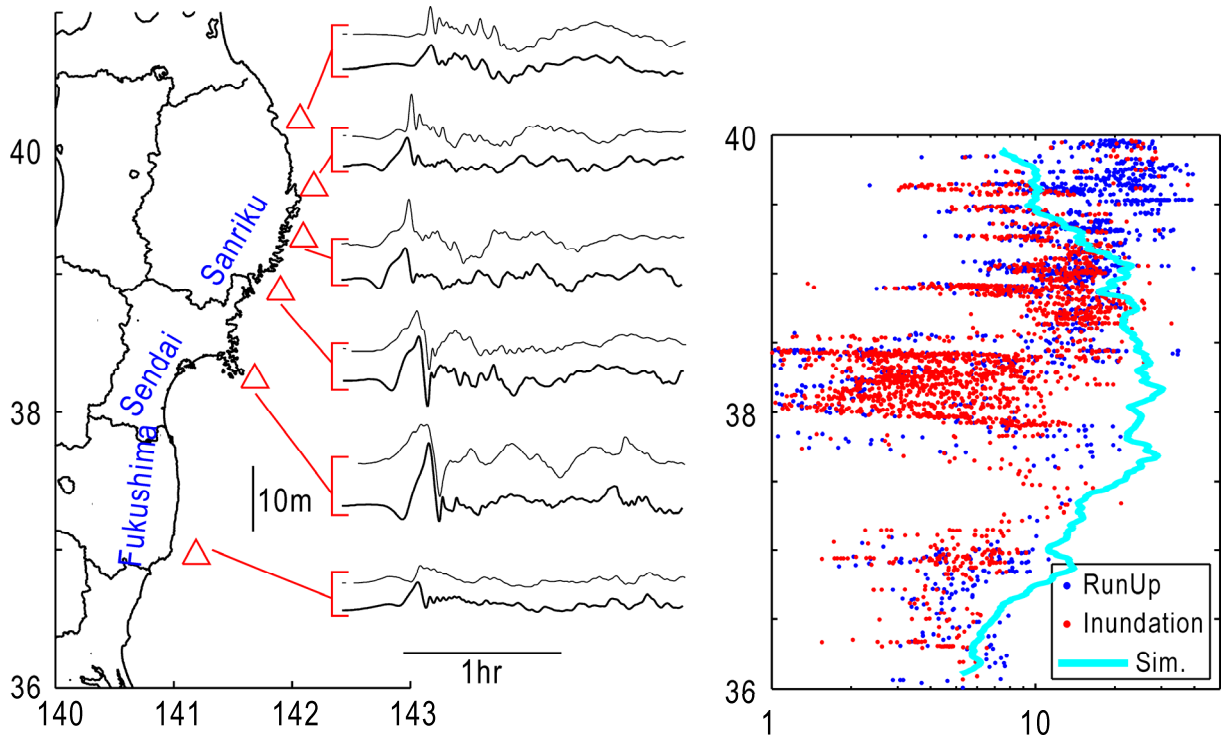 40
38
36
140
141
142
143
Sanriku
Sendai
Fukushima
10m
1hr
40
38
36
1
10
RunUp
Inundation
Sim.